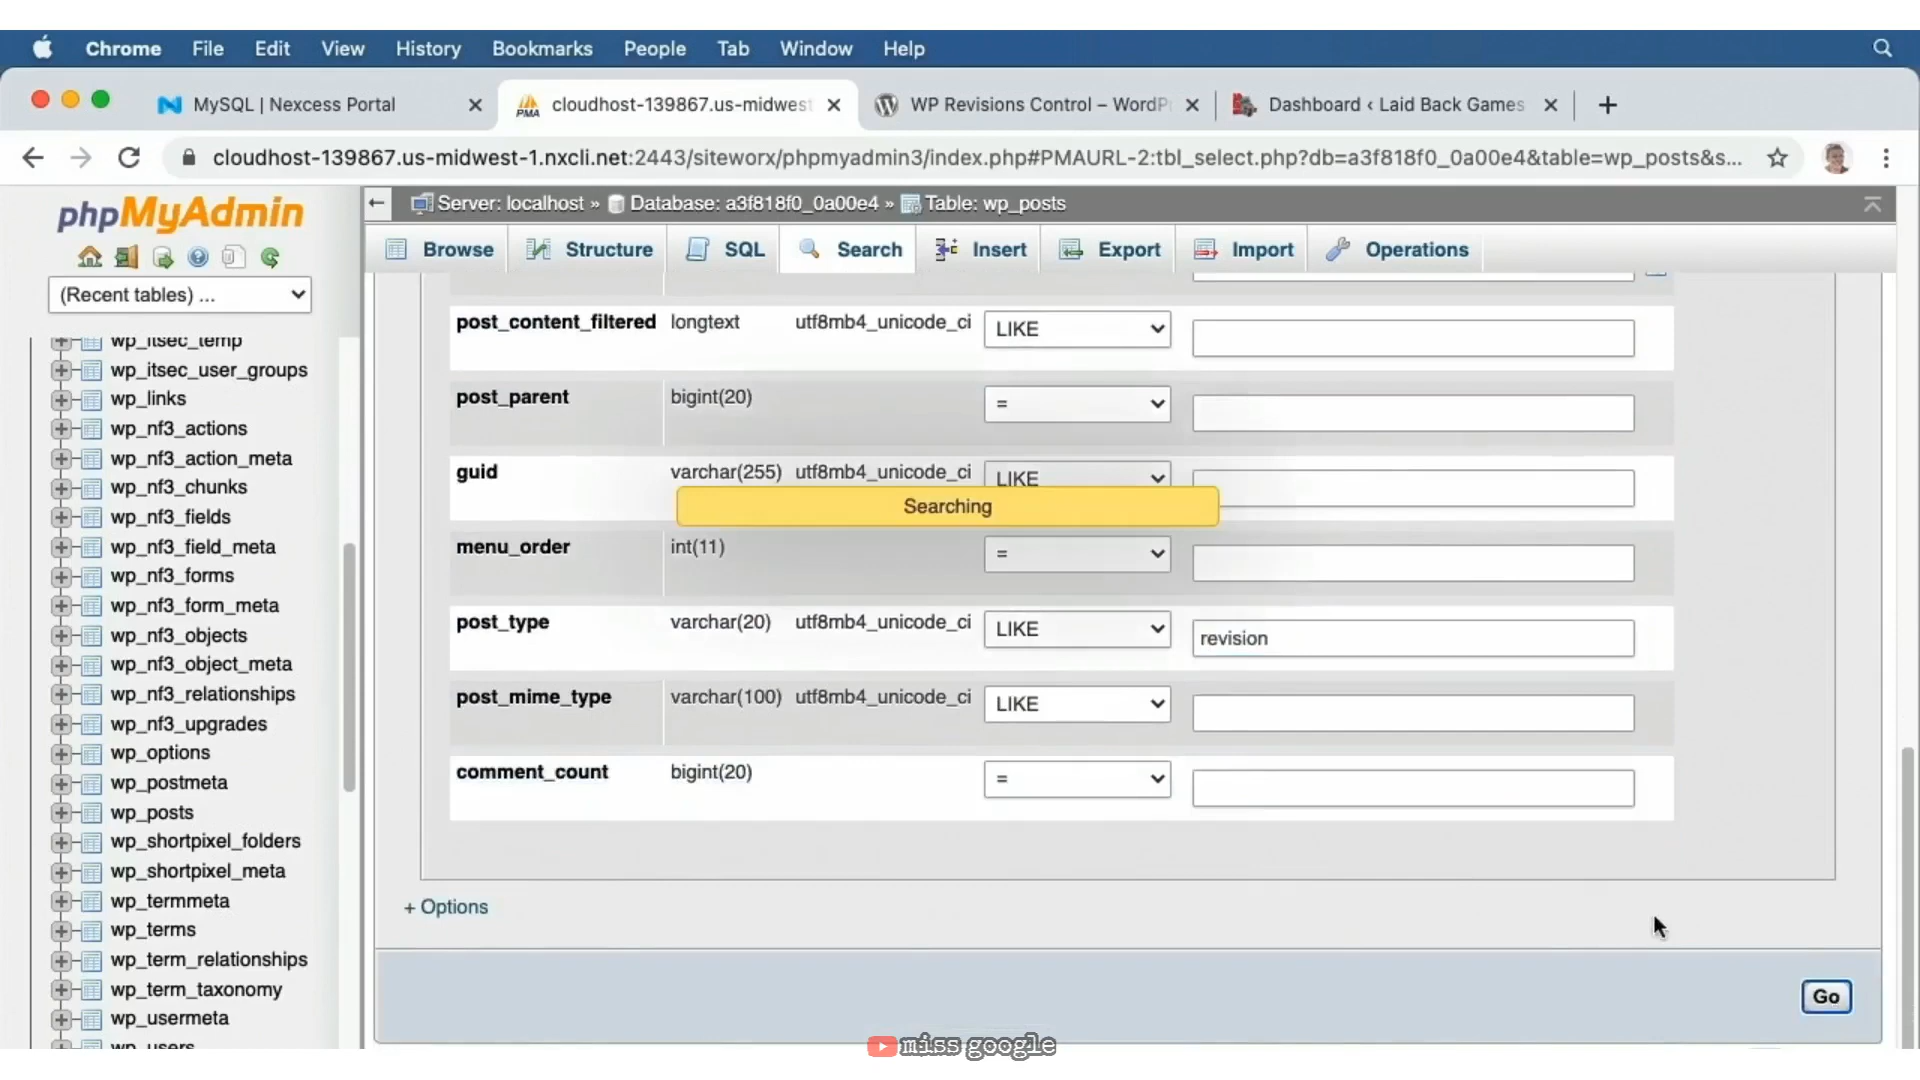 Chrome File Edit View History Bookmarks People Tab Window Help
MySQL | Nexcess Portal
cloudhost-139867.us-midwest
WP Revisions Control – WordPr
Dashboard ‹ Laid Back Games
cloudhost-139867.us-midwest-1.nxcli.net:2443/siteworx/phpmyadmin3/index.php#PMAURL-2:tbl_select.php?db=a3f818f0_0a00e4&table=wp_posts&s...
phpMyAdmin
(Recent tables) ...
wp_itsec_temp
wp_itsec_user_groups
wp_links
wp_nf3_actions
wp_nf3_action_meta
wp_nf3_chunks
wp_nf3_fields
wp_nf3_field_meta
wp_nf3_forms
wp_nf3_form_meta
wp_nf3_objects
wp_nf3_object_meta
wp_nf3_relationships
wp_nf3_upgrades
wp_options
wp_postmeta
wp_posts
wp_shortpixel_folders
wp_shortpixel_meta
wp_termmeta
wp_terms
wp_term_relationships
wp_term_taxonomy
wp_usermeta
wp_users
Server: localhost » Database: a3f818f0_0a00e4 » Table: wp_posts
Browse Structure SQL Search Insert Export Import Operations
post_content_filtered longtext utf8mb4_unicode_ci LIKE
post_parent bigint(20) =
guid varchar(255) utf8mb4_unicode_ci LIKE
Searching
menu_order int(11) =
post_type varchar(20) utf8mb4_unicode_ci LIKE revision
post_mime_type varchar(100) utf8mb4_unicode_ci LIKE
comment_count bigint(20) =
+ Options
Go
miss google